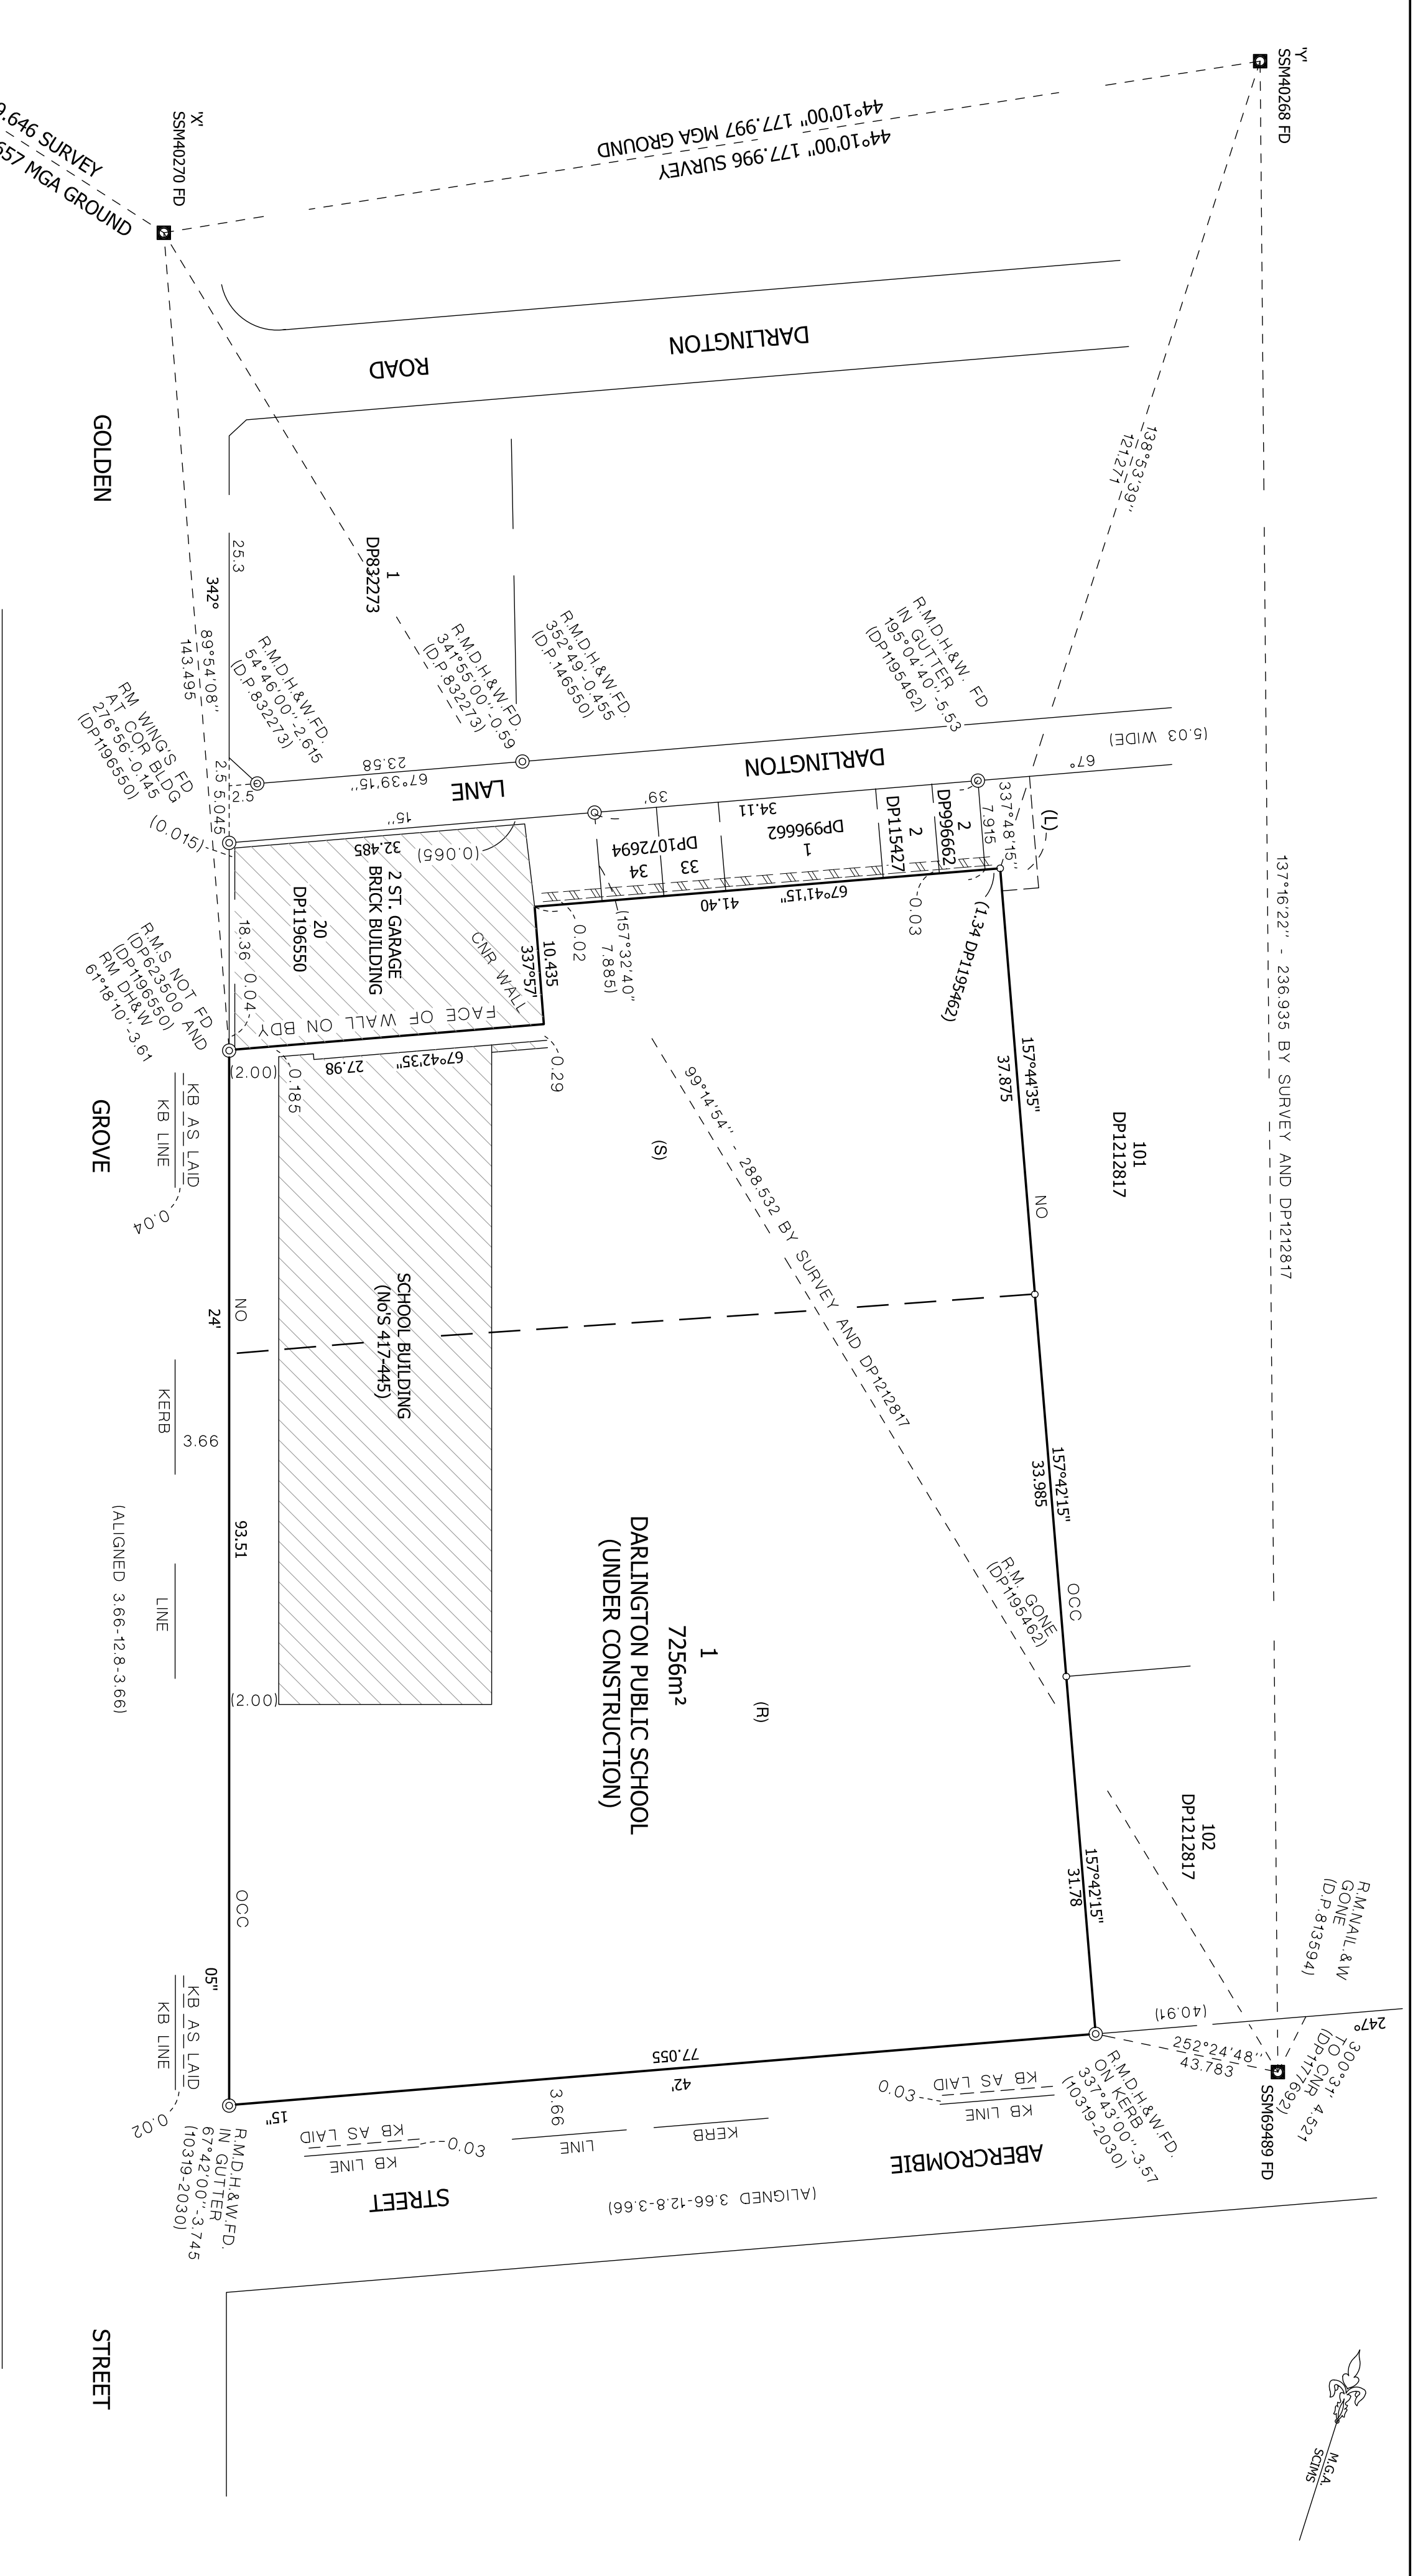 'Y'
SSM40268 FD
'X'
SSM40270 FD
9.646 SURVEY
657 MGA GROUND
44°10'00" 177.997 MGA GROUND
44°10'00" 177.996 SURVEY
DARLINGTON
ROAD
GOLDEN
GROVE
STREET
138°53'39"
121.271
137°16'22" - 236.935 BY SURVEY AND DP1212817
1
DP832273
25.3
342°
89°54'08"
143.495
R.M.D.H.&W.FD.
54°46'00"-2.615
(D.P.832273)
R.M.D.H.&W.FD.
341°55'00"-0.59
(D.P.832273)
R.M.D.H.&W.FD.
352°49'-0.455
(D.P.146550)
R.M.D.H.&W. FD
IN GUTTER
195°04'40"-5.53
(DP1195462)
RM WING'S FD
AT COR BLDG
276°56'-0.145
(DP1196550)
(0.015)
2.5
5.045
2.5
23.58
67°39'15"
LANE
DARLINGTON
(5.03 WIDE)
67°
39'
15"
34.11
32.485
(0.065)
337°48'15"
7.915
(L)
34
33
DP1072694
1
DP996662
2
DP115427
2
DP996662
20
DP1196550
2 ST. GARAGE
BRICK BUILDING
18.36
0.04
CNR WALL
FACE OF WALL ON BDY
10.435
337°57'
0.02
(157°32'40"
7.885)
41.40
67°41'15"
0.03
(1.34 DP1195462)
R.M.S NOT FD
(DP623500 AND
(DP1196550)
RM DH&W
61°18'10"-3.61
(2.00)
0.185
27.98
67°42'35"
0.29
157°44'35"
37.875
NO
101
DP1212817
(S)
99°14'54" - 288.532 BY SURVEY AND DP1212817
KB AS LAID
KB LINE
0.04
NO
24'
SCHOOL BUILDING
(No'S 417-445)
KERB
3.66
LINE
(ALIGNED 3.66-12.8-3.66)
93.51
157°42'15"
33.985
R.M. GONE
(DP1195462)
OCC
1
7256m²
DARLINGTON PUBLIC SCHOOL
(UNDER CONSTRUCTION)
(R)
(2.00)
102
DP1212817
157°42'15"
31.78
OCC
05"
KB AS LAID
KB LINE
0.02
R.M.NAIL.&W
GONE
(D.P.813594)
(40.91)
247°
252°24'48"
43.783
300°31' 4.521
TO CNR
(DP1177692)
SSM69489 FD
R.M.D.H.&W.FD.
ON KERB
337°43'00"-3.57
(10319-2030)
77.055
42'
15"
3.66
KB AS LAID
KB LINE
0.03
LINE
KERB
KB AS LAID
KB LINE
0.03
ABERCROMBIE
STREET
(ALIGNED 3.66-12.8-3.66)
R.M.D.H.&W.FD.
IN GUTTER
67°42'00"-3.745
(10319-2030)
M.G.A.
SCIMS